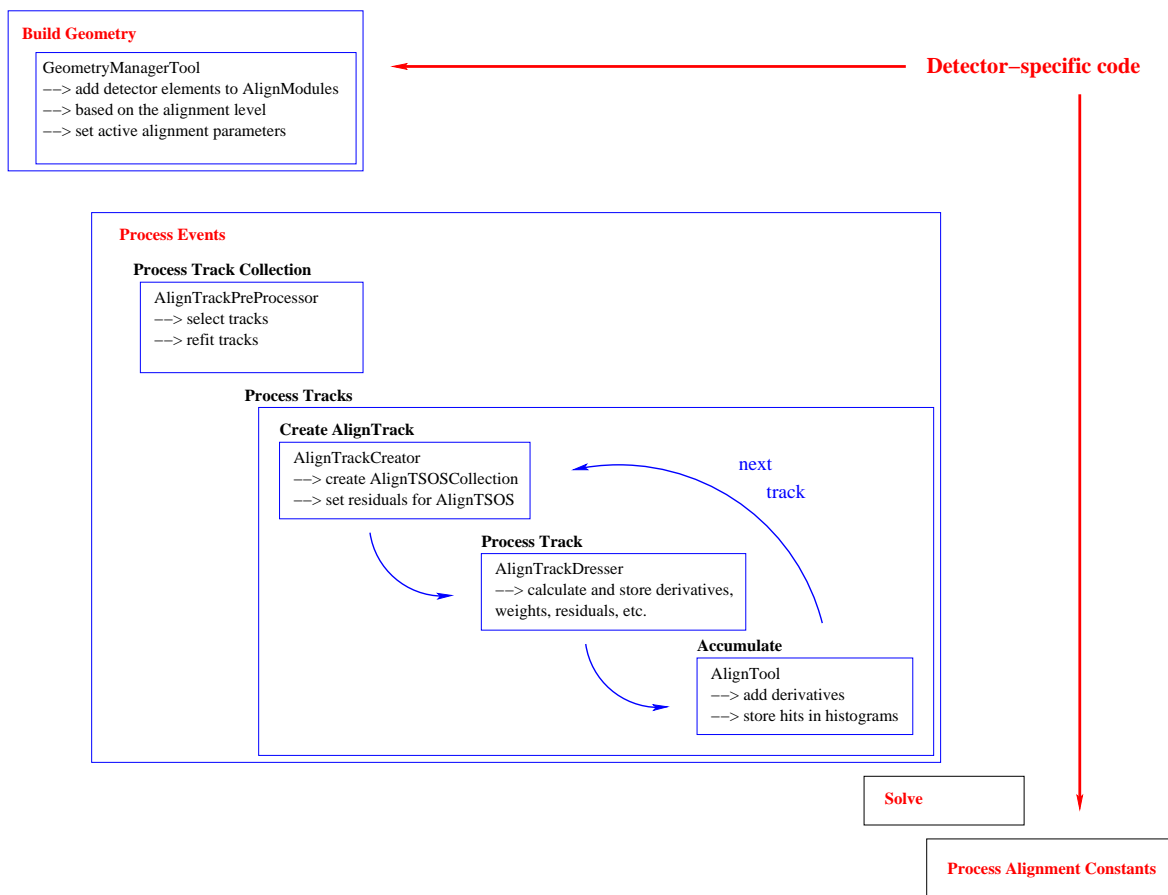 Build Geometry
GeometryManagerTool
−−> add detector elements to AlignModules
−−> based on the alignment level
−−> set active alignment parameters
Detector−specific code
Process Events
Process Track Collection
AlignTrackPreProcessor
−−> select tracks
−−> refit tracks
Process Tracks
Create AlignTrack
AlignTrackCreator
−−> create AlignTSOSCollection
−−> set residuals for AlignTSOS
next
track
Process Track
AlignTrackDresser
−−> calculate and store derivatives,
weights, residuals, etc.
Accumulate
AlignTool
−−> add derivatives
−−> store hits in histograms
Solve
Process Alignment Constants